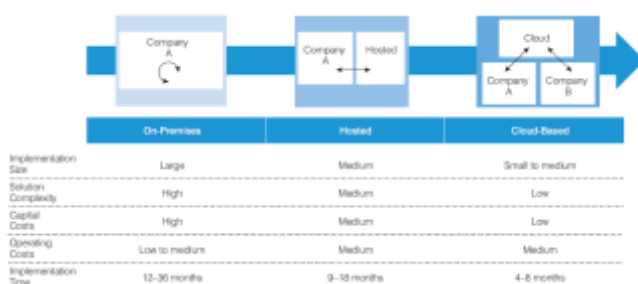 Company
A
Company
A
Hosted
Cloud
Company
A
Company
B
On-Premises Hosted Cloud-Based
Implementation
Size
Large Medium Small to medium
Solution
Complexity
High Medium Low
Capital
Costs
High Medium Low
Operating
Costs
Low to medium Medium Medium
Implementation
Time
12–36 months 9–18 months 4–8 months